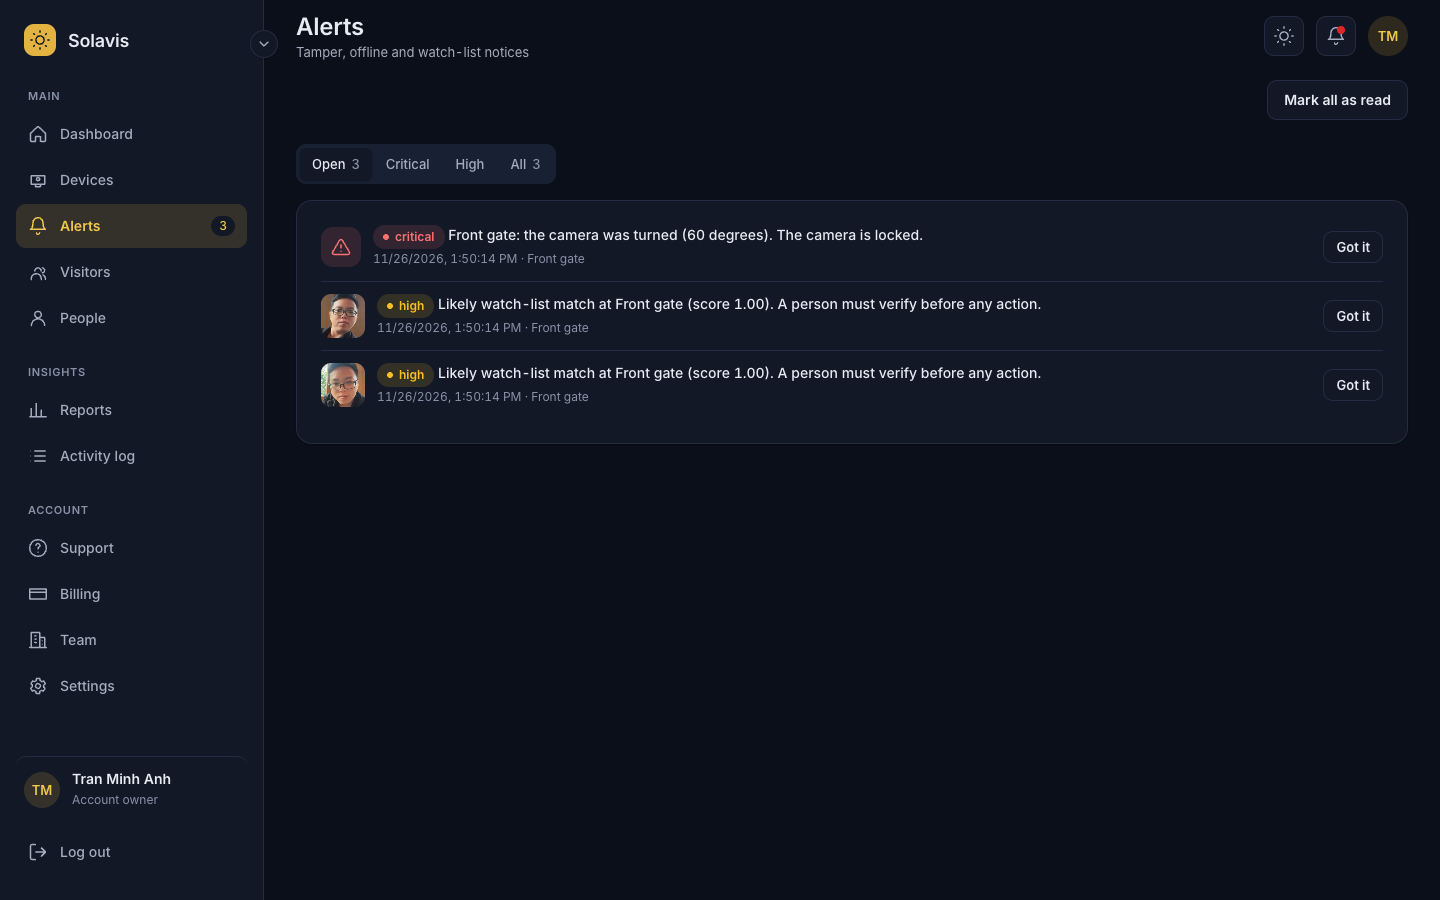 Solavis
MAIN
Dashboard
Devices
Alerts 3
Visitors
People
INSIGHTS
Reports
Activity log
ACCOUNT
Support
Billing
Team
Settings
TM
Tran Minh Anh
Account owner
Log out
Alerts
Tamper, offline and watch-list notices
TM
Mark all as read
Open 3 Critical High All 3
critical Front gate: the camera was turned (60 degrees). The camera is locked.
11/26/2026, 1:50:14 PM · Front gate
Got it
high Likely watch-list match at Front gate (score 1.00). A person must verify before any action.
11/26/2026, 1:50:14 PM · Front gate
Got it
high Likely watch-list match at Front gate (score 1.00). A person must verify before any action.
11/26/2026, 1:50:14 PM · Front gate
Got it